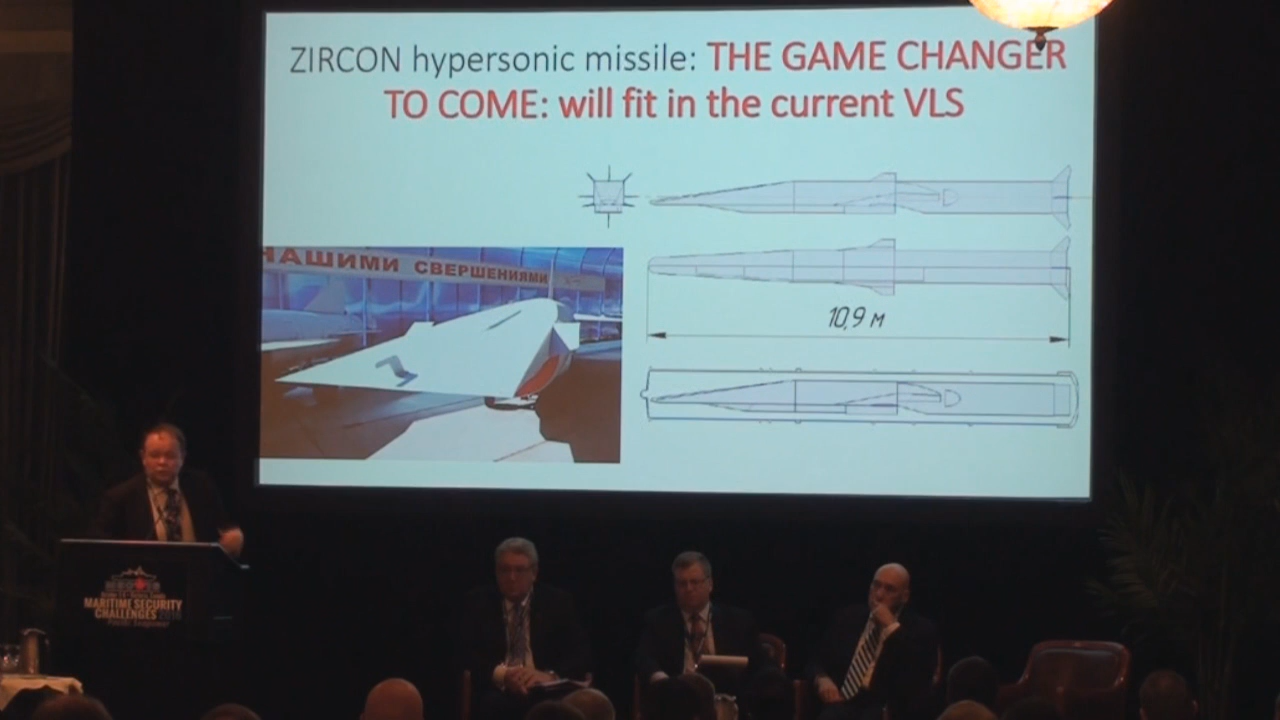 ZIRCON hypersonic missile: THE GAME CHANGER
TO COME: will fit in the current VLS
НАШИМИ СВЕРШЕНИЯМИ
10,9 м
MARITIME SECURITY
CHALLENGES